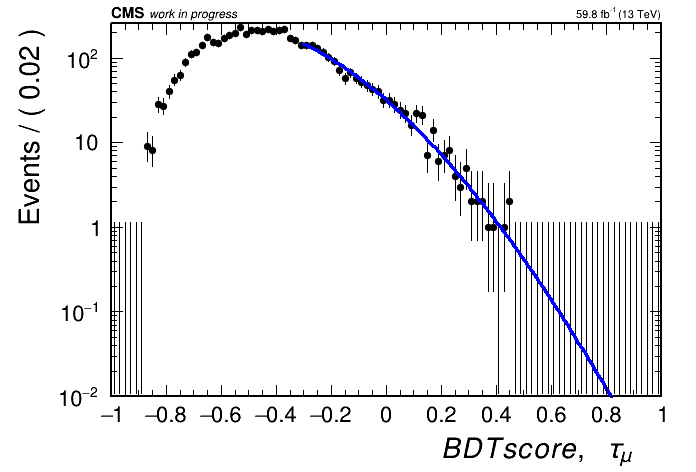 CMS work in progress 59.8 fb⁻¹ (13 TeV)
Events / ( 0.02 )
10²
10
1
10⁻¹
10⁻²
−1 −0.8 −0.6 −0.4 −0.2 0 0.2 0.4 0.6 0.8 1
BDTscore, τμ